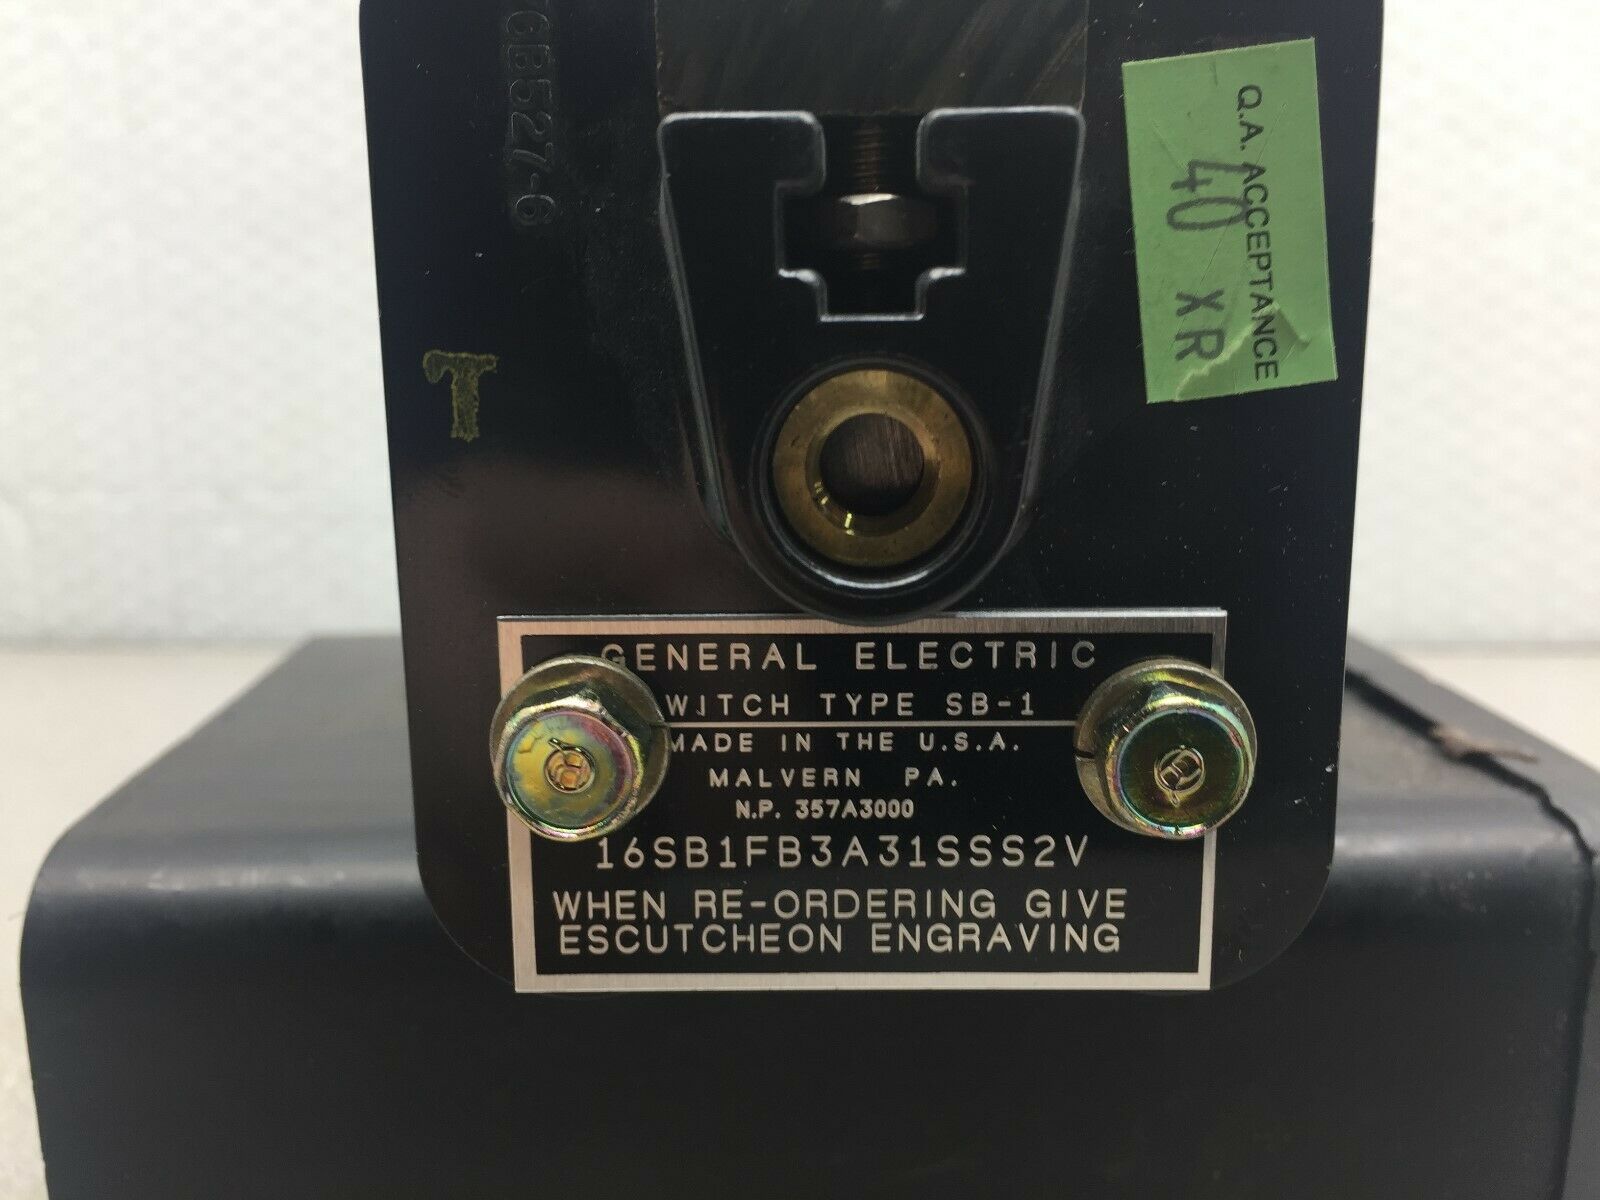 6E527-6
Q.A. ACCEPTANCE
40 XR
T
GENERAL ELECTRIC
WITCH TYPE SB-1
MADE IN THE U.S.A.
MALVERN PA.
N.P. 357A3000
16SB1FB3A31SSS2V
WHEN RE-ORDERING GIVE
ESCUTCHEON ENGRAVING